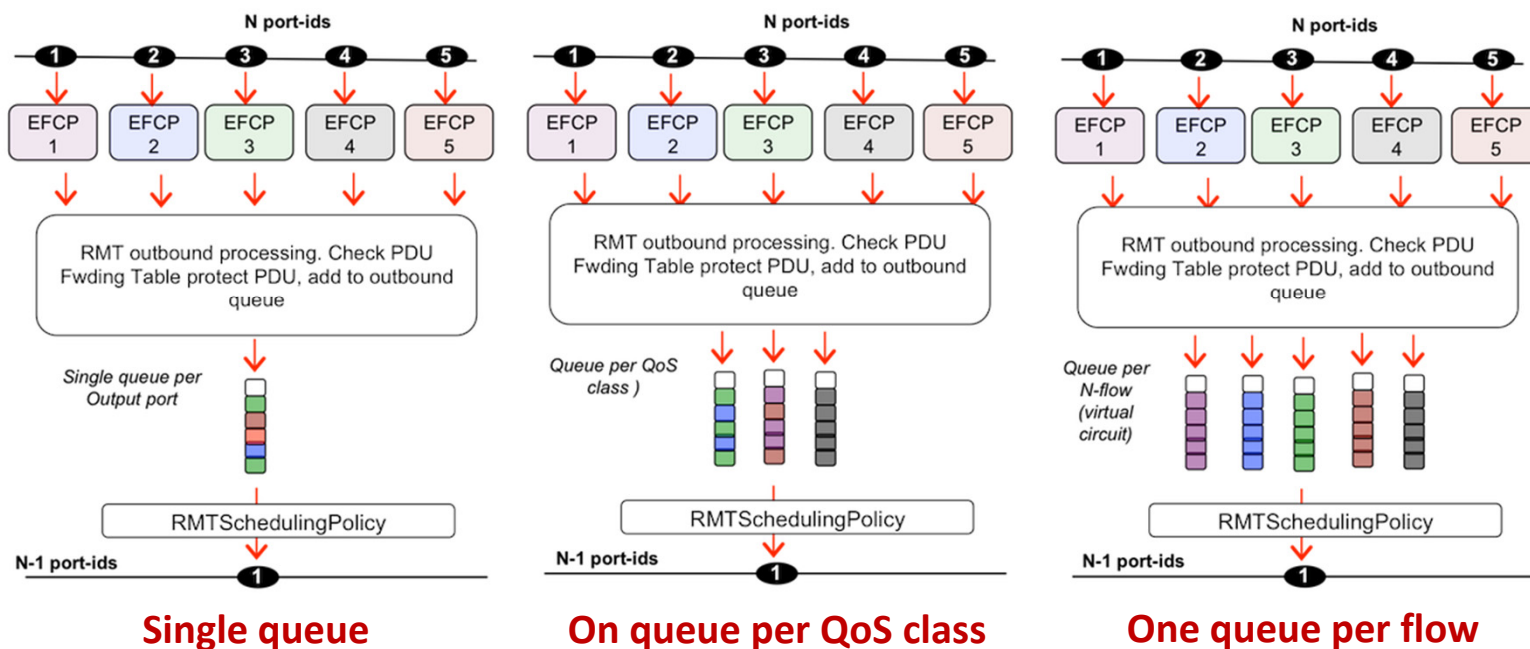 N port-ids
1
2
3
4
5
EFCP
1
EFCP
2
EFCP
3
EFCP
4
EFCP
5
RMT outbound processing. Check PDU
Fwding Table protect PDU, add to outbound
queue
Single queue per
Output port
RMTSchedulingPolicy
N-1 port-ids
1
Single queue
N port-ids
1
2
3
4
5
EFCP
1
EFCP
2
EFCP
3
EFCP
4
EFCP
5
RMT outbound processing. Check PDU
Fwding Table protect PDU, add to outbound
queue
Queue per QoS
class )
RMTSchedulingPolicy
N-1 port-ids
1
On queue per QoS class
N port-ids
1
2
3
4
5
EFCP
1
EFCP
2
EFCP
3
EFCP
4
EFCP
5
RMT outbound processing. Check PDU
Fwding Table protect PDU, add to outbound
queue
Queue per
N-flow
(virtual
circuit)
RMTSchedulingPolicy
N-1 port-ids
1
One queue per flow